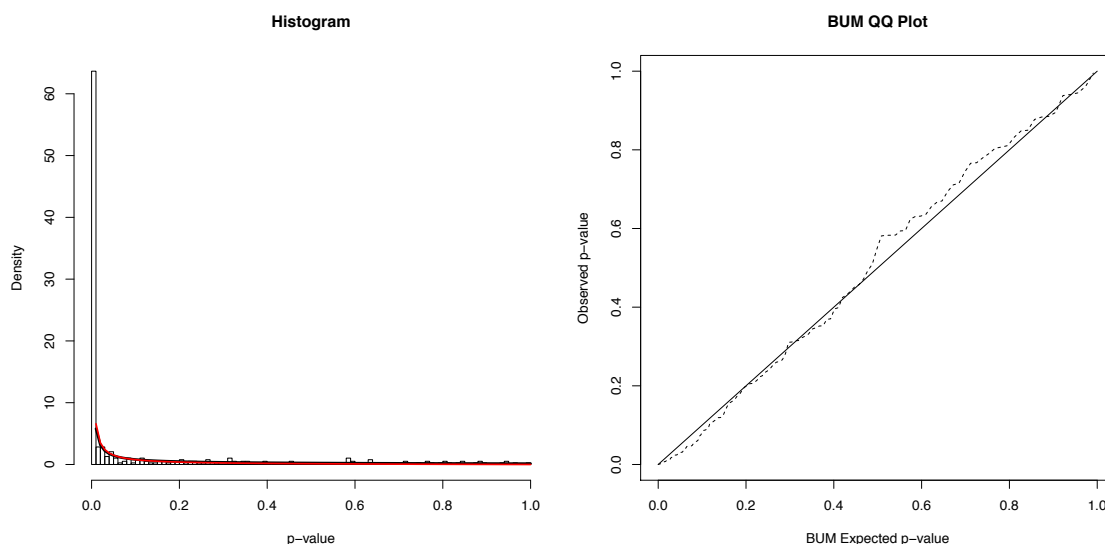 Histogram
Density
0
10
20
30
40
50
60
0.0 0.2 0.4 0.6 0.8 1.0
p−value
BUM QQ Plot
Observed p−value
0.0
0.2
0.4
0.6
0.8
1.0
0.0 0.2 0.4 0.6 0.8 1.0
BUM Expected p−value